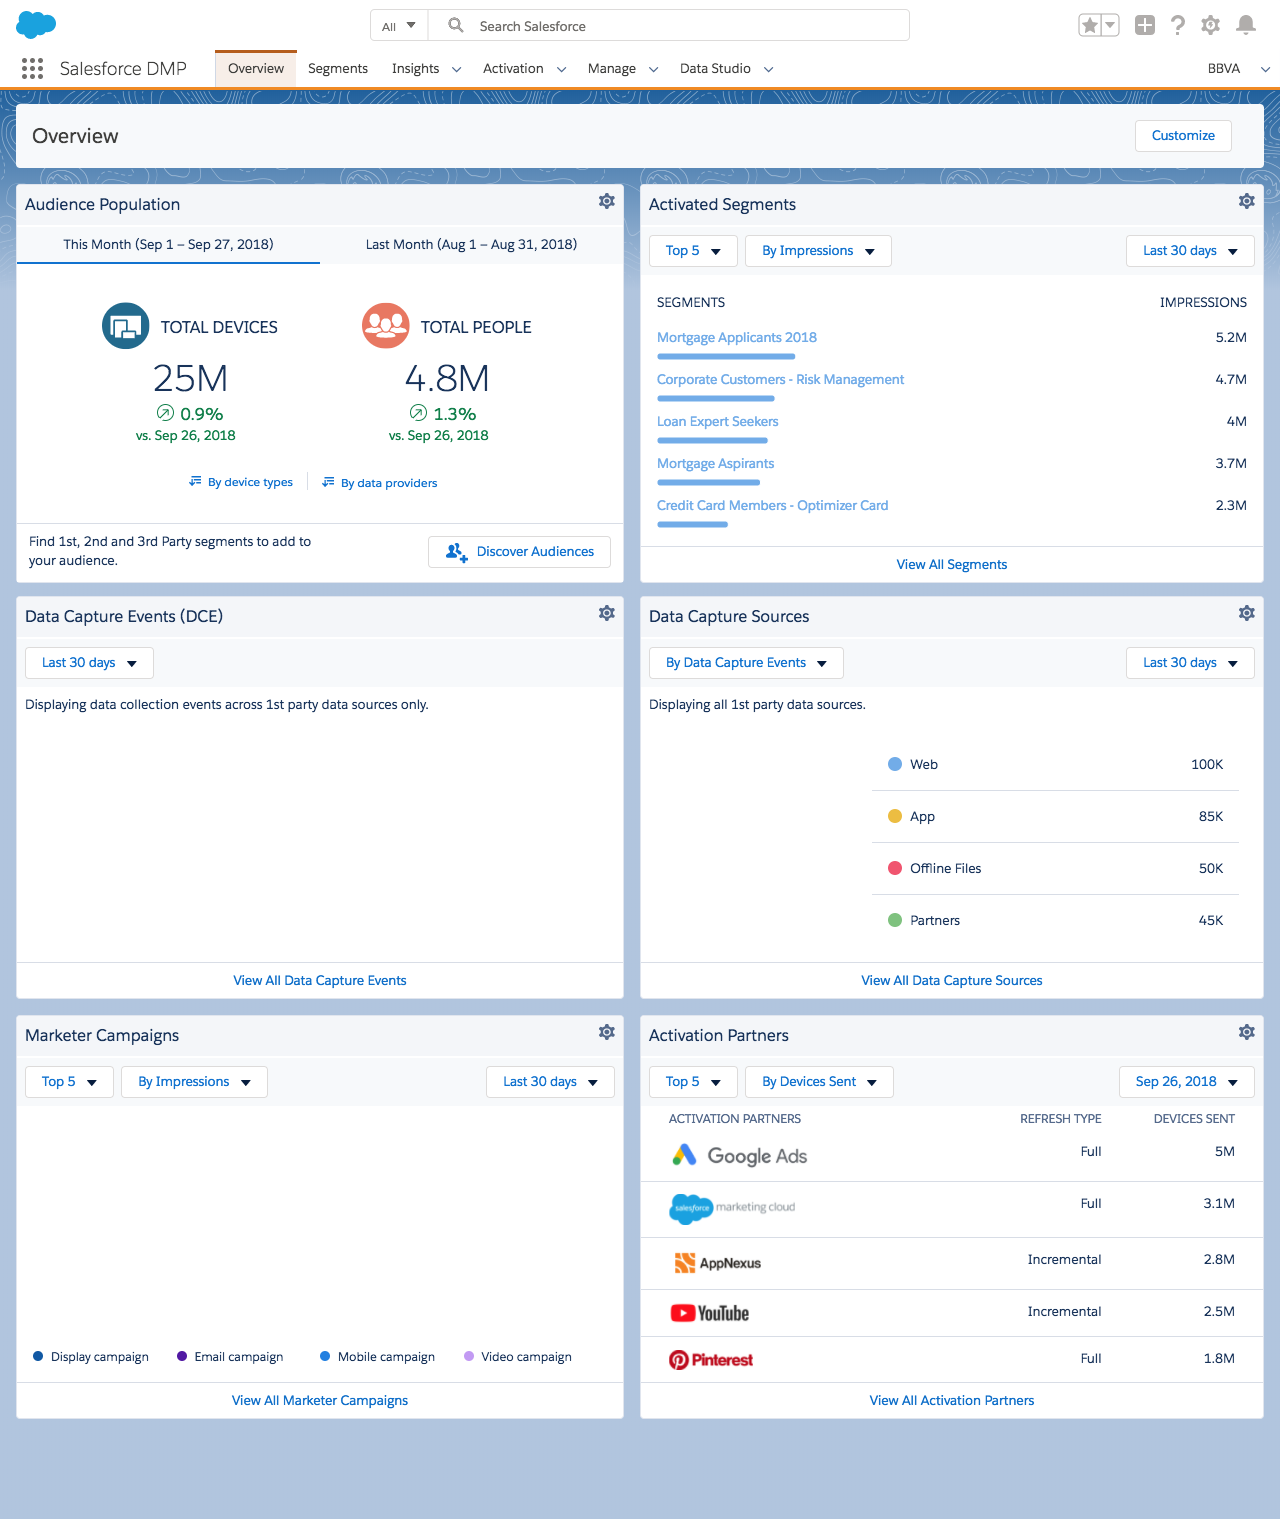 All
Search Salesforce
Salesforce DMP
Overview
Segments
Insights
Activation
Manage
Data Studio
BBVA
Overview
Customize
Audience Population
This Month (Sep 1 – Sep 27, 2018)
Last Month (Aug 1 – Aug 31, 2018)
TOTAL DEVICES
TOTAL PEOPLE
25M
4.8M
0.9%
1.3%
vs. Sep 26, 2018
vs. Sep 26, 2018
By device types
By data providers
Find 1st, 2nd and 3rd Party segments to add to
your audience.
Discover Audiences
Activated Segments
Top 5
By Impressions
Last 30 days
SEGMENTS
IMPRESSIONS
Mortgage Applicants 2018
5.2M
Corporate Customers - Risk Management
4.7M
Loan Expert Seekers
4M
Mortgage Aspirants
3.7M
Credit Card Members - Optimizer Card
2.3M
View All Segments
Data Capture Events (DCE)
Last 30 days
Displaying data collection events across 1st party data sources only.
View All Data Capture Events
Data Capture Sources
By Data Capture Events
Last 30 days
Displaying all 1st party data sources.
Web
100K
App
85K
Offline Files
50K
Partners
45K
View All Data Capture Sources
Marketer Campaigns
Top 5
By Impressions
Last 30 days
Display campaign
Email campaign
Mobile campaign
Video campaign
View All Marketer Campaigns
Activation Partners
Top 5
By Devices Sent
Sep 26, 2018
ACTIVATION PARTNERS
REFRESH TYPE
DEVICES SENT
Google Ads
Full
5M
salesforce marketing cloud
Full
3.1M
AppNexus
Incremental
2.8M
YouTube
Incremental
2.5M
Pinterest
Full
1.8M
View All Activation Partners